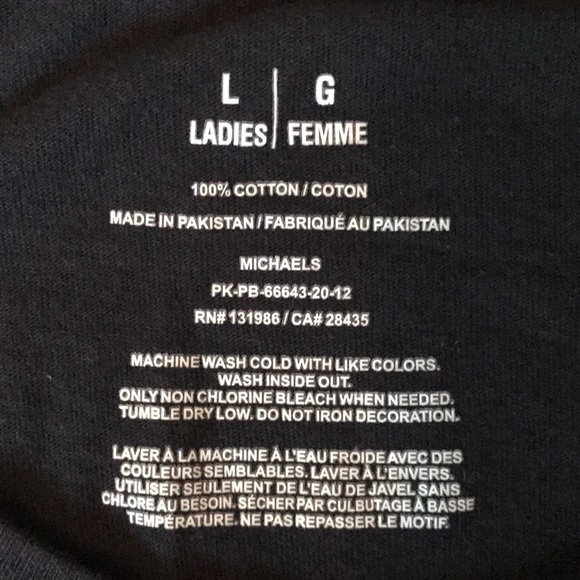 L | G
LADIES | FEMME
100% COTTON / COTON
MADE IN PAKISTAN / FABRIQUÉ AU PAKISTAN
MICHAELS
PK-PB-66643-20-12
RN# 131986 / CA# 28435
MACHINE WASH COLD WITH LIKE COLORS.
WASH INSIDE OUT.
ONLY NON CHLORINE BLEACH WHEN NEEDED.
TUMBLE DRY LOW. DO NOT IRON DECORATION.
LAVER À LA MACHINE À L'EAU FROIDE AVEC DES
COULEURS SEMBLABLES. LAVER À L'ENVERS.
UTILISER SEULEMENT DE L'EAU DE JAVEL SANS
CHLORE AU BESOIN. SÉCHER PAR CULBUTAGE À BASSE
TEMPÉRATURE. NE PAS REPASSER LE MOTIF.